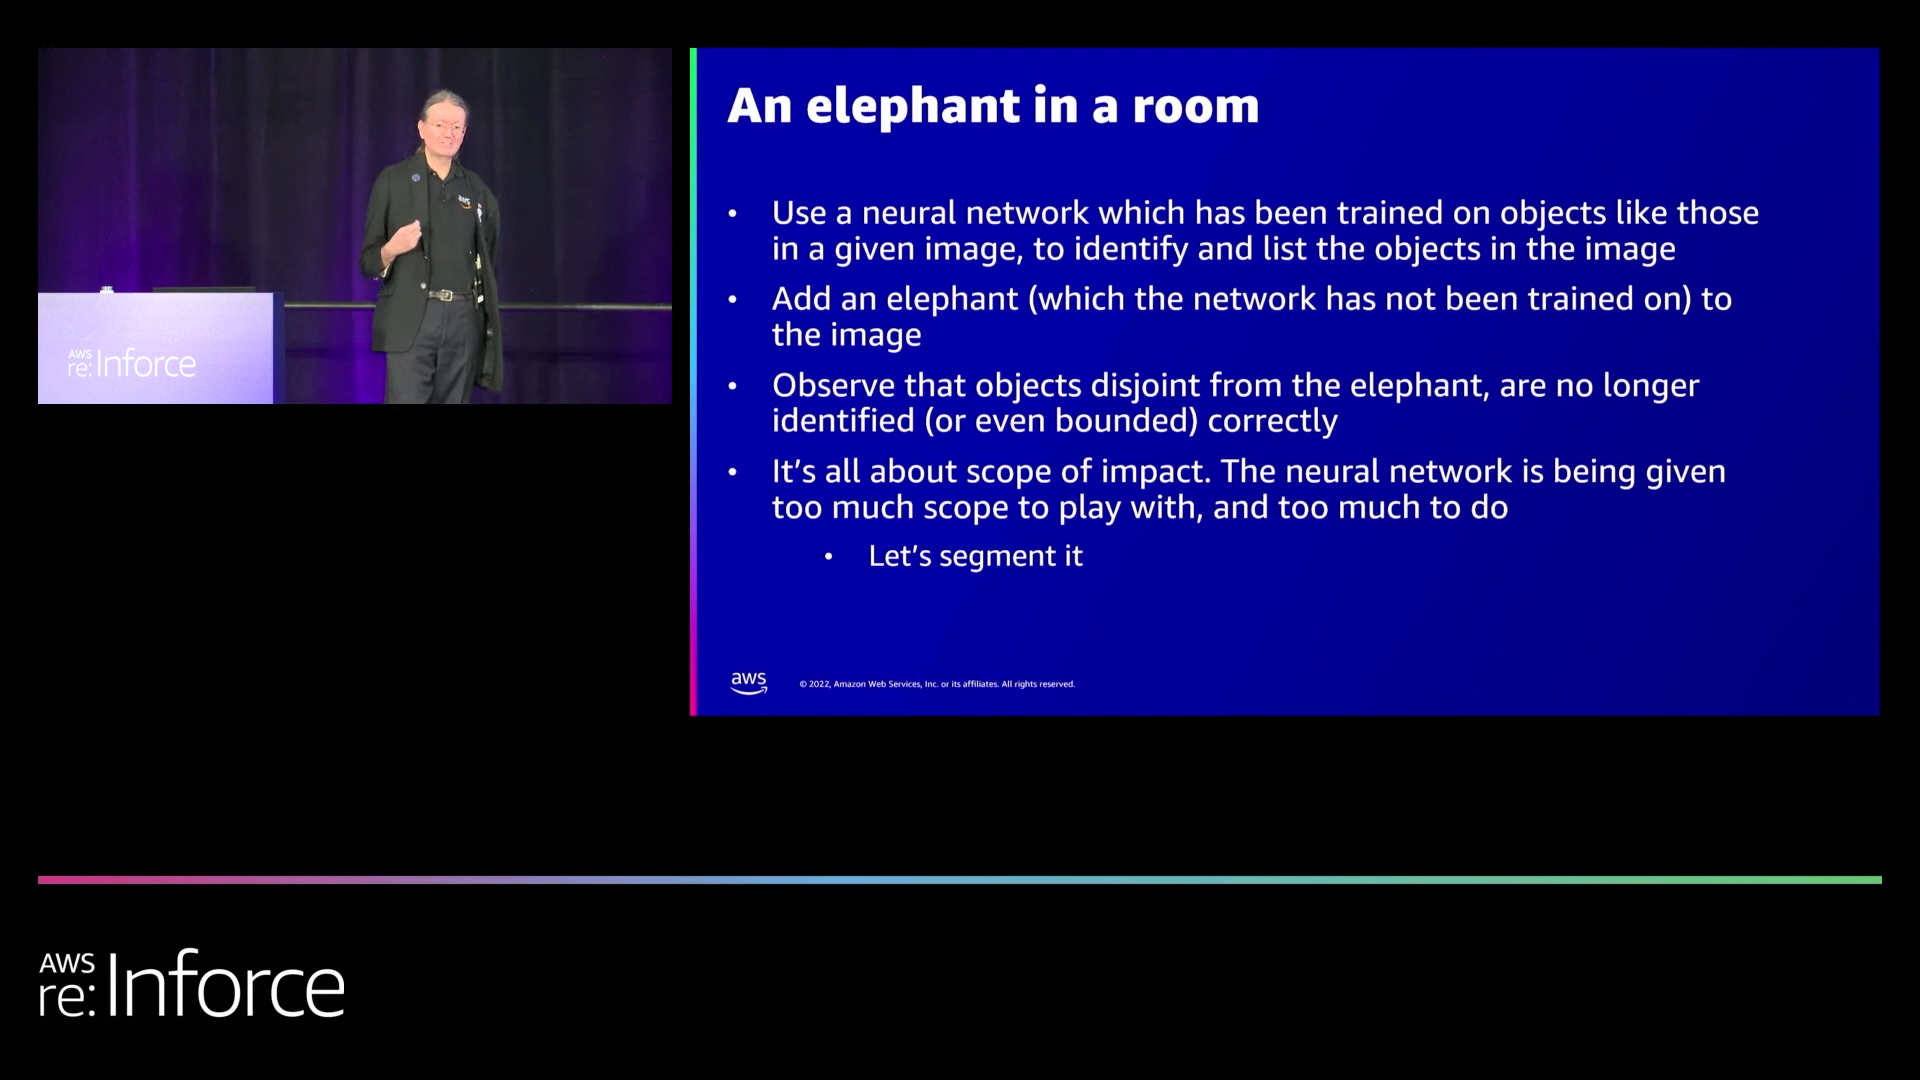 An elephant in a room
• Use a neural network which has been trained on objects like those
in a given image, to identify and list the objects in the image
• Add an elephant (which the network has not been trained on) to
the image
• Observe that objects disjoint from the elephant, are no longer
identified (or even bounded) correctly
• It’s all about scope of impact. The neural network is being given
too much scope to play with, and too much to do
• Let’s segment it
aws
© 2022, Amazon Web Services, Inc. or its affiliates. All rights reserved.
aws
AWS
re:Inforce
AWS
re:Inforce